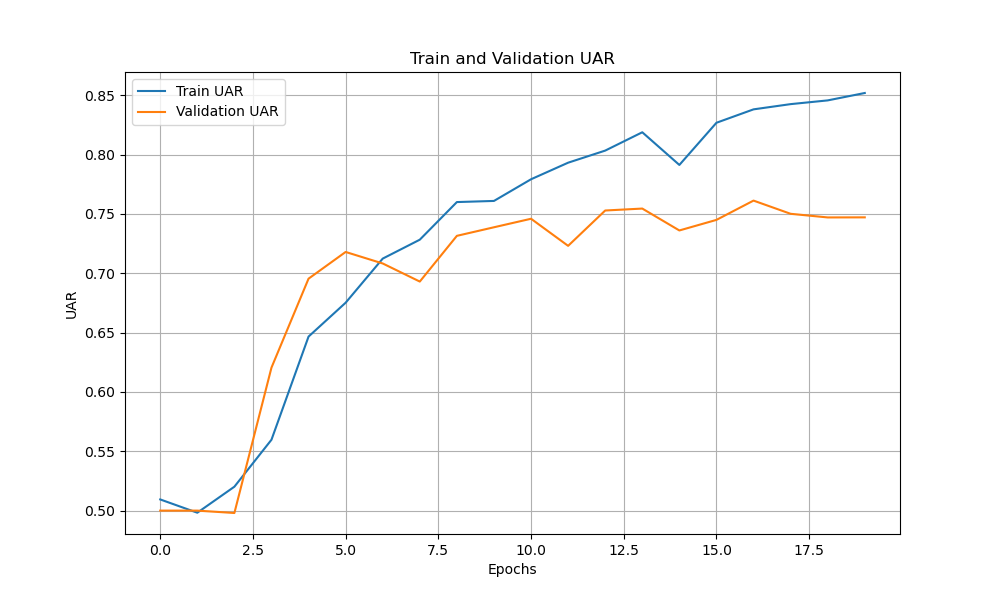 Train and Validation UAR
Train UAR
Validation UAR
0.85
0.80
0.75
0.70
0.65
0.60
0.55
0.50
UAR
0.0 2.5 5.0 7.5 10.0 12.5 15.0 17.5
Epochs